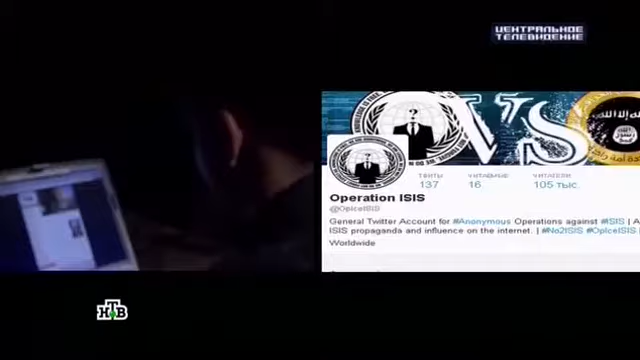 ЦЕНТРАЛЬНОЕ
ТЕЛЕВИДЕНИЕ
VS
ТВИТЫ ЧИТАЕМЫЕ ЧИТАТЕЛИ
137 16 105 тыс.
Operation ISIS
@OpIceISIS
General Twitter Account for #Anonymous Operations against #ISIS | A
ISIS propaganda and influence on the internet. | #No2ISIS #OpIceISIS
Worldwide
НТВ